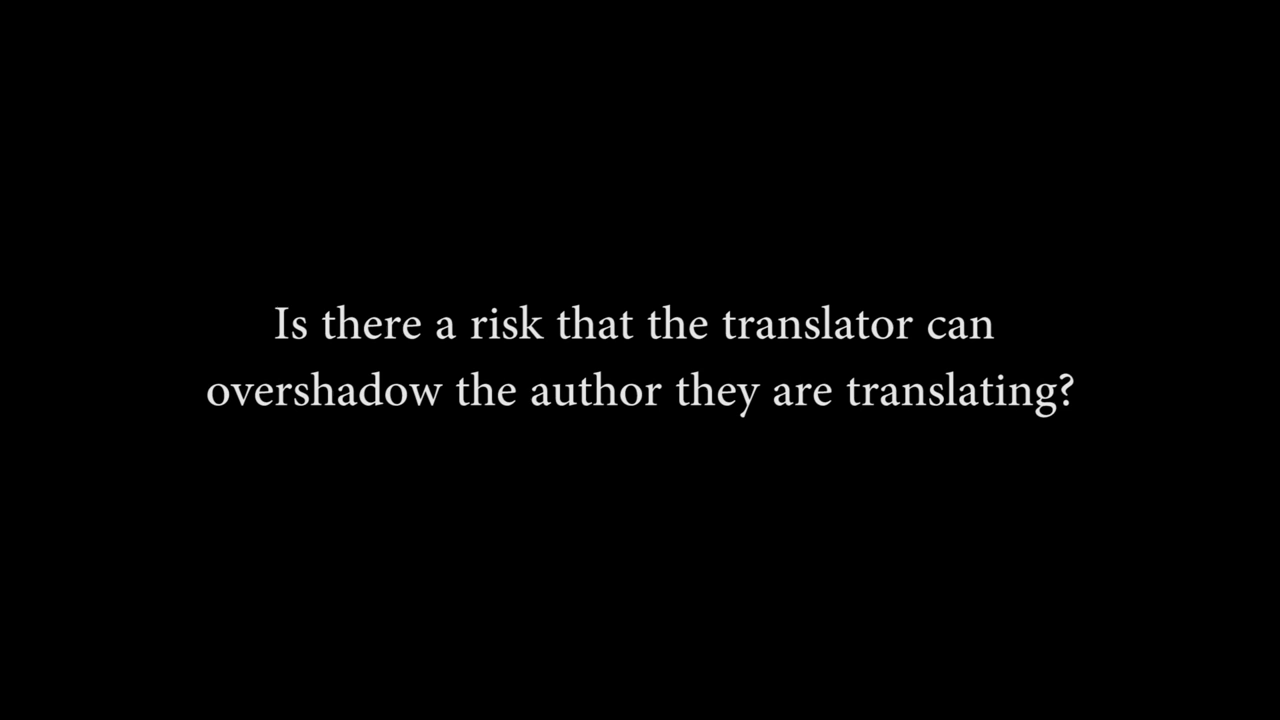 Is there a risk that the translator can
overshadow the author they are translating?